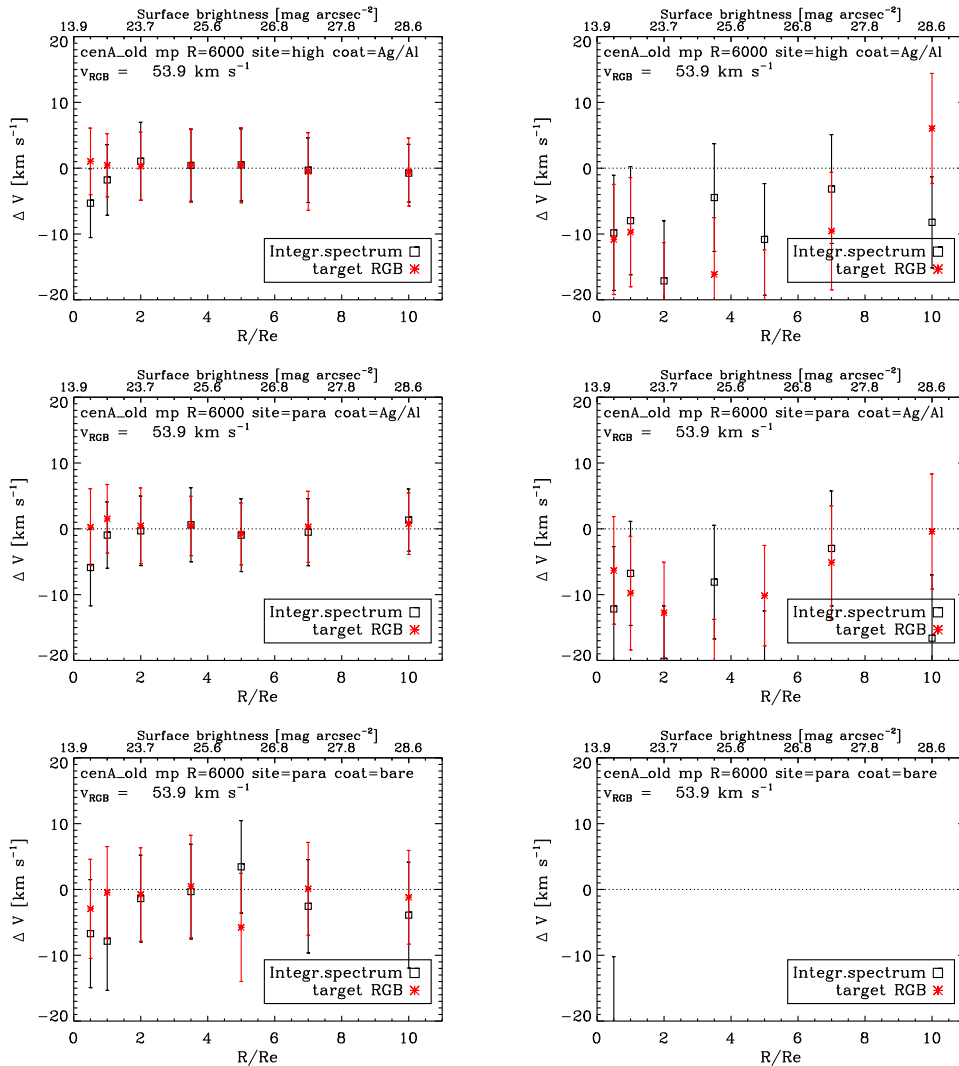 Surface brightness [mag arcsec⁻²]
13.9 23.7 25.6 26.8 27.8 28.6
cenA_old mp R=6000 site=high coat=Ag/Al
v_RGB = 53.9 km s⁻¹
20
10
0
−10
−20
Δ V [km s⁻¹]
Integr.spectrum
target RGB
0 2 4 6 8 10
R/Re
Surface brightness [mag arcsec⁻²]
13.9 23.7 25.6 26.8 27.8 28.6
cenA_old mp R=6000 site=high coat=Ag/Al
v_RGB = 53.9 km s⁻¹
20
10
0
−10
−20
Δ V [km s⁻¹]
Integr.spectrum
target RGB
0 2 4 6 8 10
R/Re
Surface brightness [mag arcsec⁻²]
13.9 23.7 25.6 26.8 27.8 28.6
cenA_old mp R=6000 site=para coat=Ag/Al
v_RGB = 53.9 km s⁻¹
20
10
0
−10
−20
Δ V [km s⁻¹]
Integr.spectrum
target RGB
0 2 4 6 8 10
R/Re
Surface brightness [mag arcsec⁻²]
13.9 23.7 25.6 26.8 27.8 28.6
cenA_old mp R=6000 site=para coat=Ag/Al
v_RGB = 53.9 km s⁻¹
20
10
0
−10
−20
Δ V [km s⁻¹]
Integr.spectrum
target RGB
0 2 4 6 8 10
R/Re
Surface brightness [mag arcsec⁻²]
13.9 23.7 25.6 26.8 27.8 28.6
cenA_old mp R=6000 site=para coat=bare
v_RGB = 53.9 km s⁻¹
20
10
0
−10
−20
Δ V [km s⁻¹]
Integr.spectrum
target RGB
0 2 4 6 8 10
R/Re
Surface brightness [mag arcsec⁻²]
13.9 23.7 25.6 26.8 27.8 28.6
cenA_old mp R=6000 site=para coat=bare
v_RGB = 53.9 km s⁻¹
20
10
0
−10
−20
Δ V [km s⁻¹]
Integr.spectrum
target RGB
0 2 4 6 8 10
R/Re